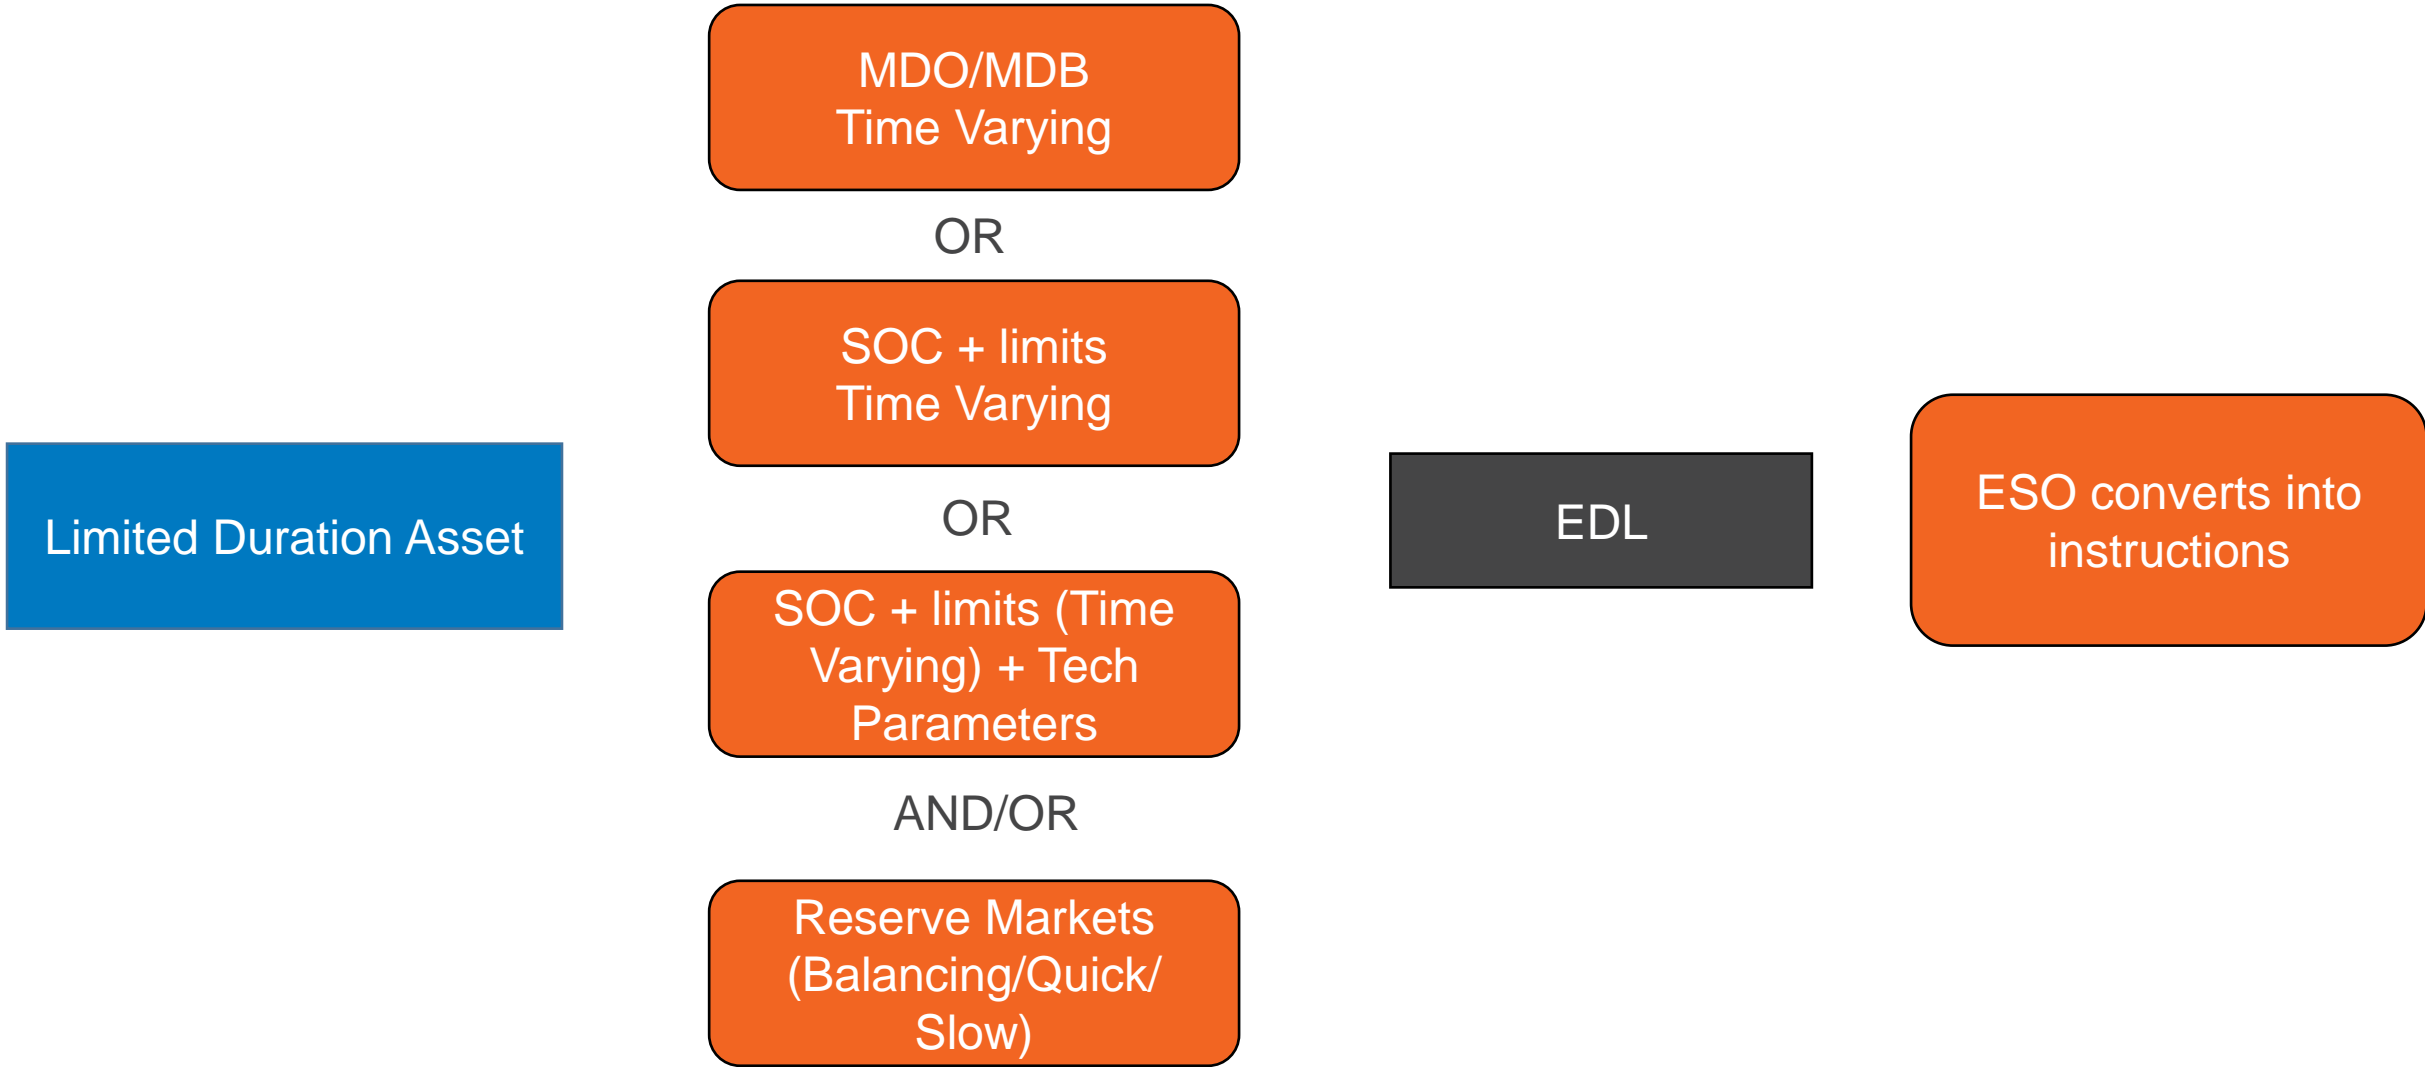 Limited Duration Asset
MDO/MDB
Time Varying
OR
SOC + limits
Time Varying
OR
SOC + limits (Time
Varying) + Tech
Parameters
AND/OR
Reserve Markets
(Balancing/Quick/
Slow)
EDL
ESO converts into
instructions